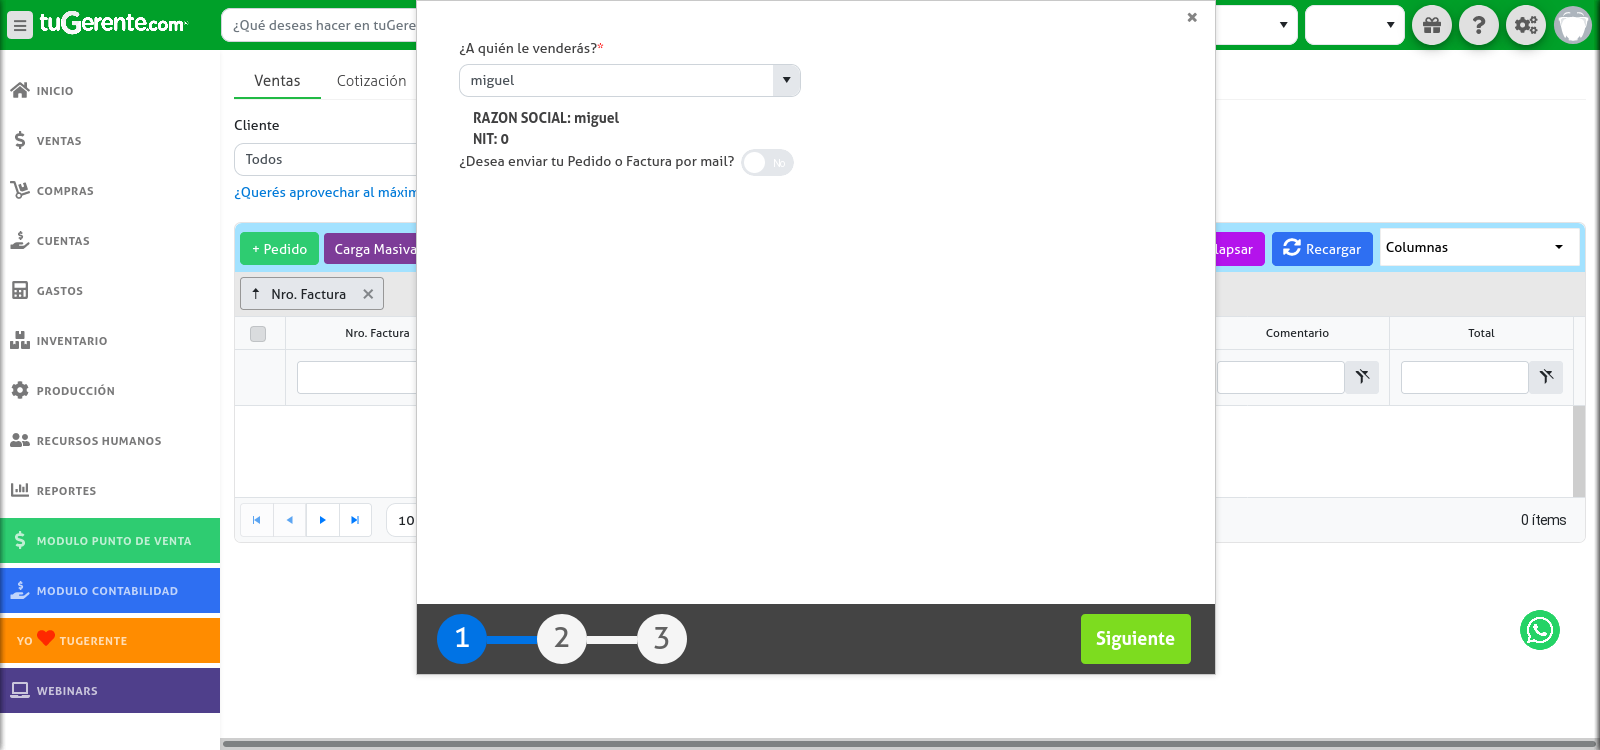 tuGerente.com
¿Qué deseas hacer en tuGere
¿A quién le venderás?*
miguel
RAZON SOCIAL: miguel
NIT: 0
¿Desea enviar tu Pedido o Factura por mail?
No
INICIO
VENTAS
COMPRAS
CUENTAS
GASTOS
INVENTARIO
PRODUCCIÓN
RECURSOS HUMANOS
REPORTES
MODULO PUNTO DE VENTA
MODULO CONTABILIDAD
YO TUGERENTE
WEBINARS
Ventas Cotización
Cliente
Todos
¿Querés aprovechar al máxim
+ Pedido Carga Masiva lapsar Recargar Columnas
Nro. Factura
Nro. Factura Comentario Total
10 0 ítems
1 2 3 Siguiente